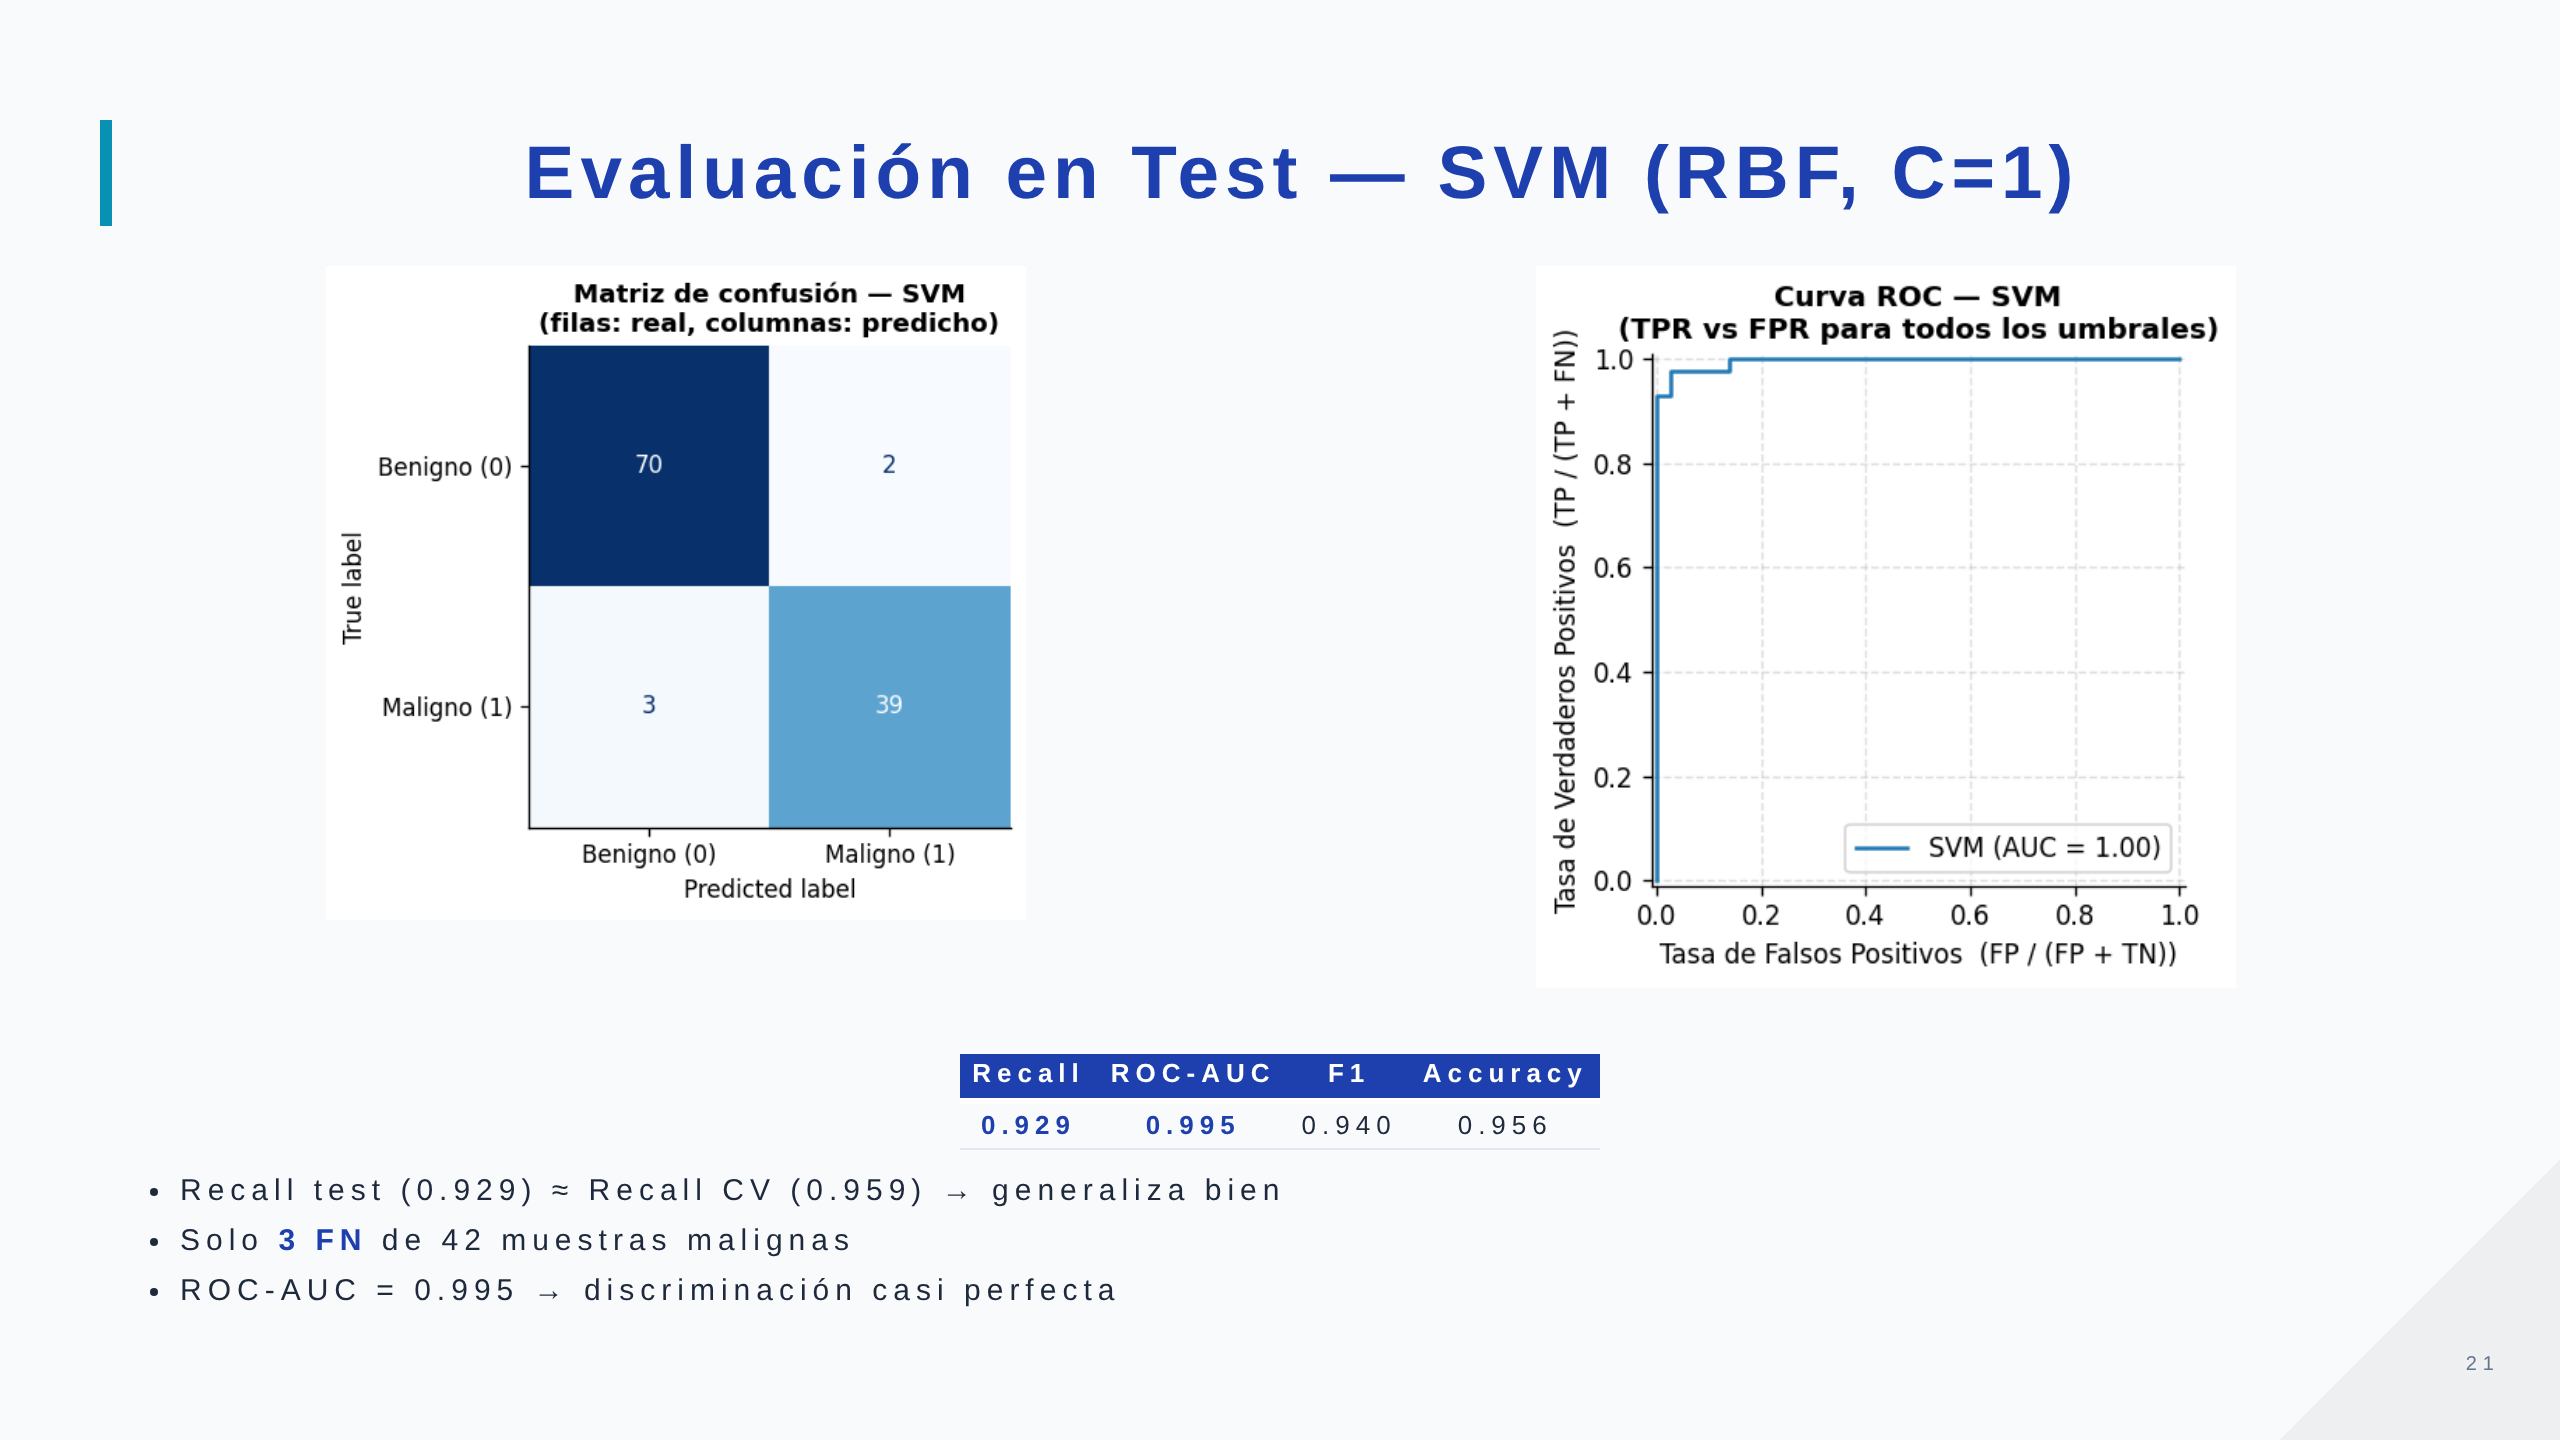 Evaluación en Test — SVM (RBF, C=1)
Matriz de confusión — SVM
(filas: real, columnas: predicho)
True label
Benigno (0)
70
2
Maligno (1)
3
39
Benigno (0)
Maligno (1)
Predicted label
Curva ROC — SVM
(TPR vs FPR para todos los umbrales)
Tasa de Verdaderos Positivos (TP / (TP + FN))
1.0
0.8
0.6
0.4
0.2
0.0
SVM (AUC = 1.00)
0.0 0.2 0.4 0.6 0.8 1.0
Tasa de Falsos Positivos (FP / (FP + TN))
Recall ROC-AUC F1 Accuracy
0.929 0.995 0.940 0.956
• Recall test (0.929) ≈ Recall CV (0.959) → generaliza bien
• Solo 3 FN de 42 muestras malignas
• ROC-AUC = 0.995 → discriminación casi perfecta
21